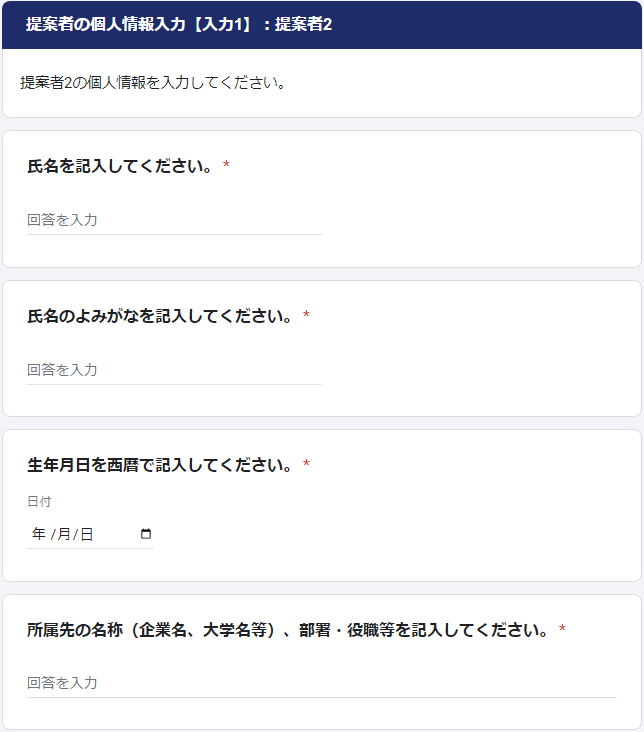 提案者の個人情報入力【入力1】：提案者2
提案者2の個人情報を入力してください。
氏名を記入してください。 *
回答を入力
氏名のよみがなを記入してください。 *
回答を入力
生年月日を西暦で記入してください。 *
日付
年 /月/日
所属先の名称（企業名、大学名等）、部署・役職等を記入してください。 *
回答を入力